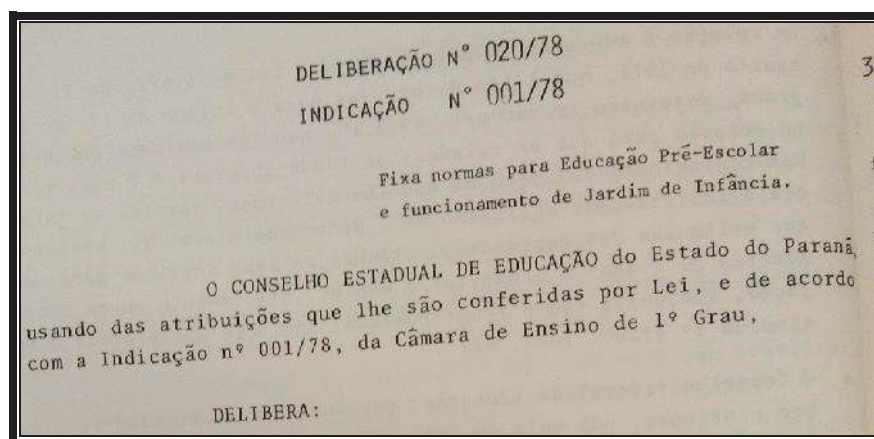 DELIBERAÇÃO N° 020/78
INDICAÇÃO N° 001/78
3
Fixa normas para Educação Pré-Escolar
e funcionamento de Jardim de Infância.
O CONSELHO ESTADUAL DE EDUCAÇÃO do Estado do Paraná,
usando das atribuições que lhe são conferidas por Lei, e de acordo
com a Indicação nº 001/78, da Câmara de Ensino de 1º Grau,
DELIBERA: